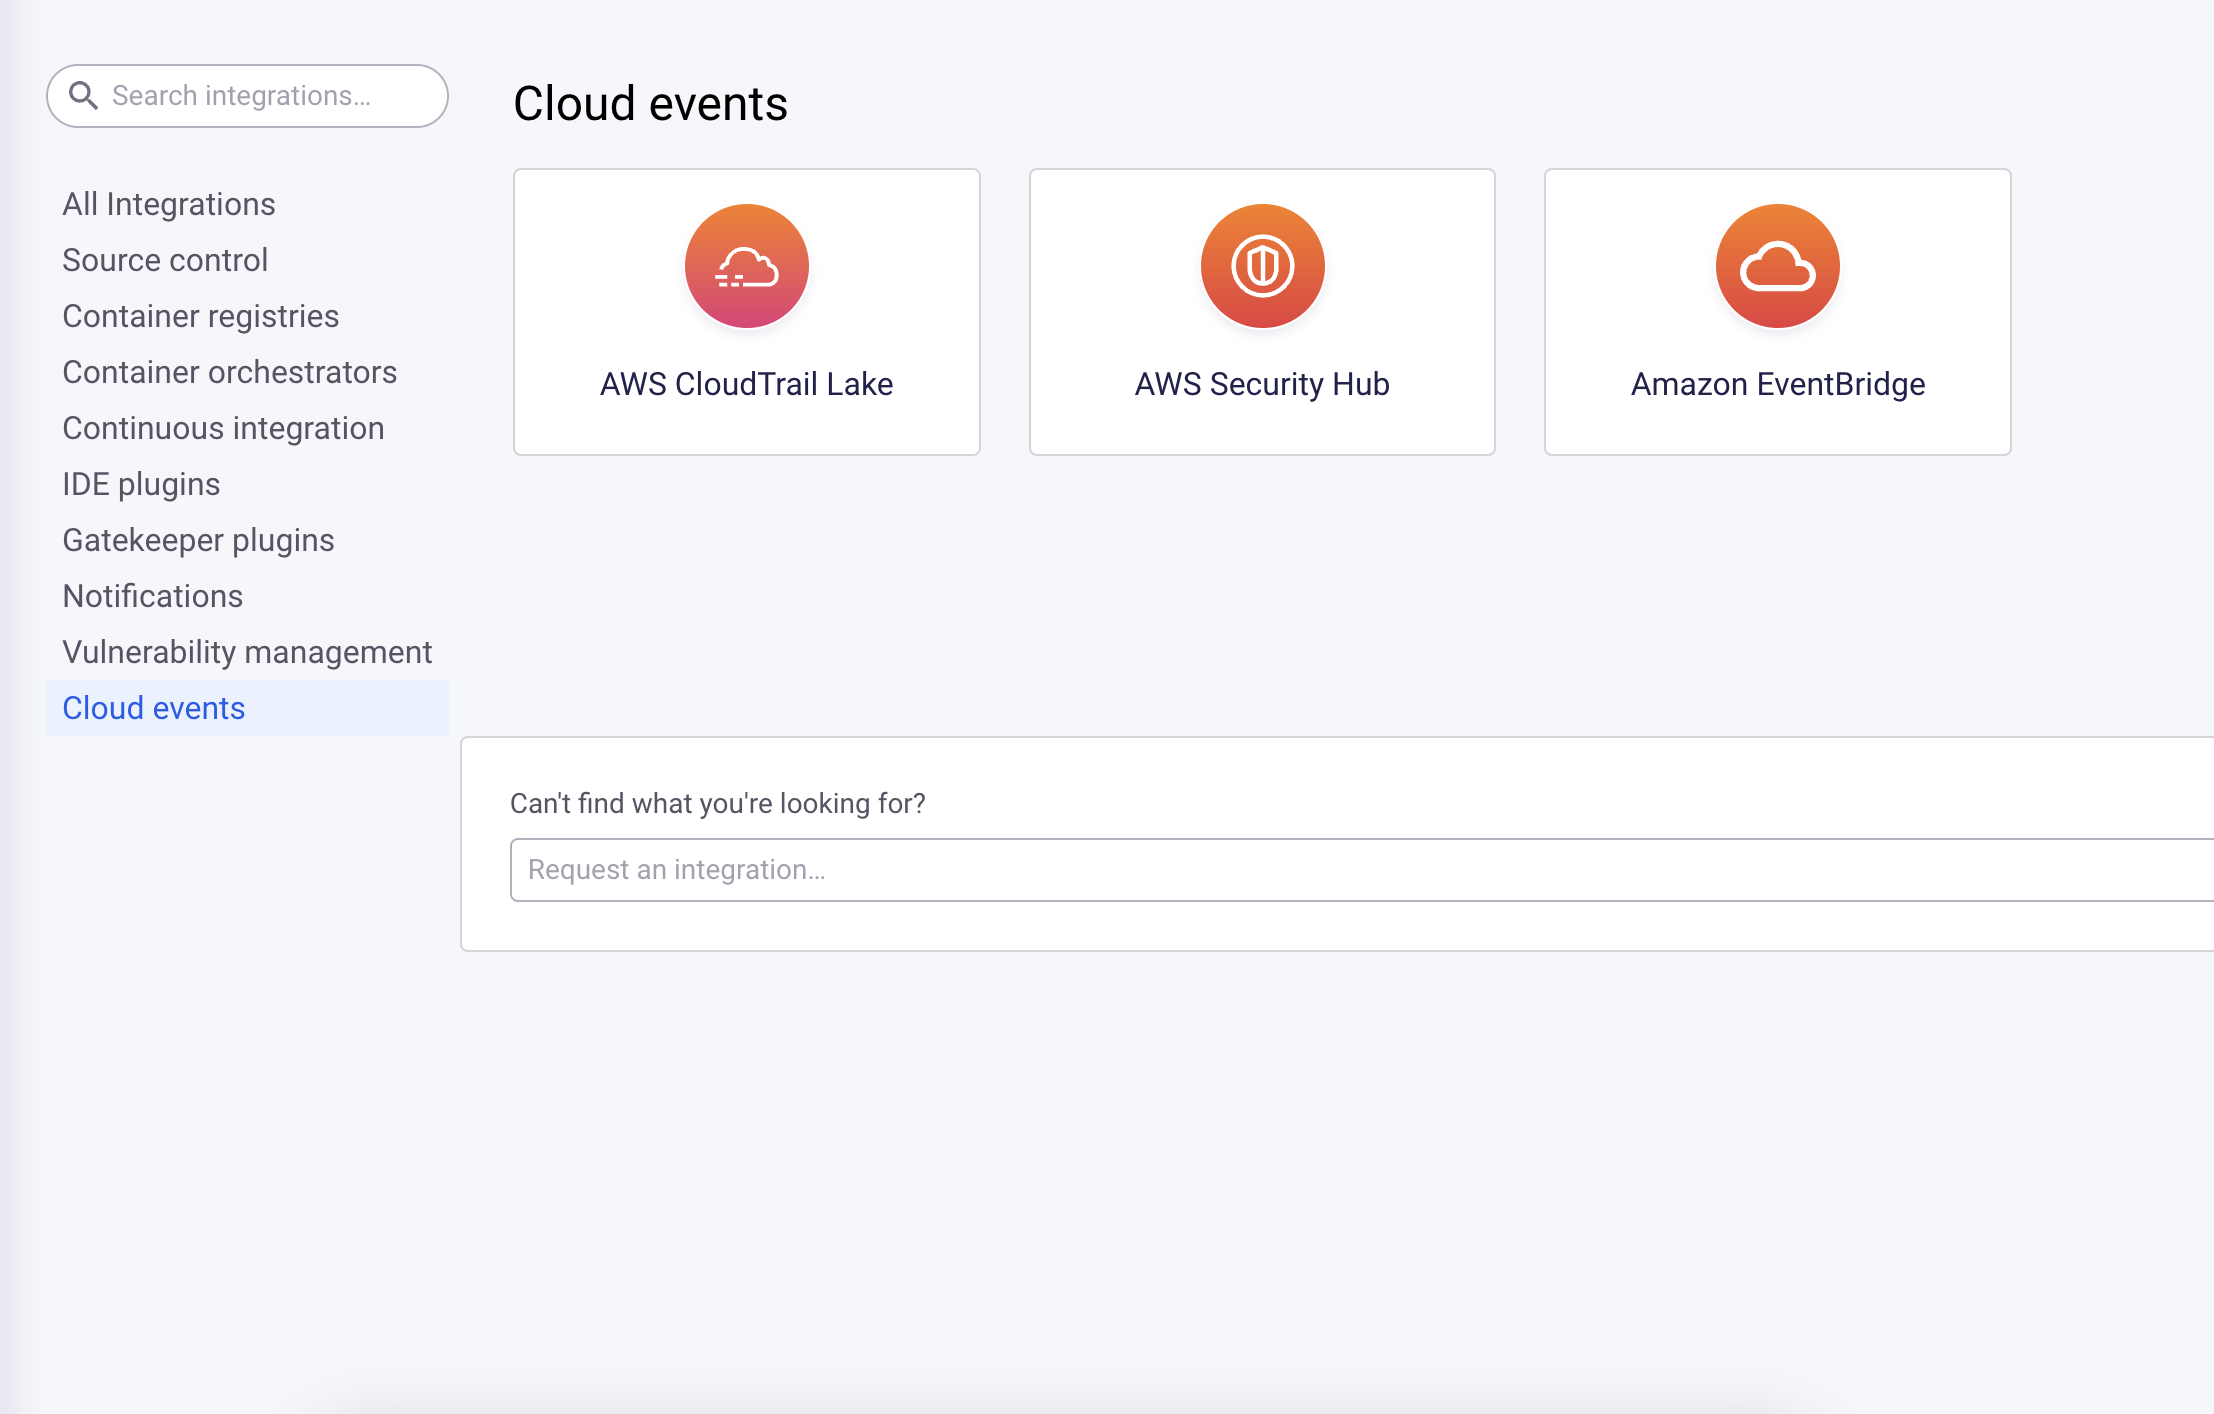 Search integrations...
All Integrations
Source control
Container registries
Container orchestrators
Continuous integration
IDE plugins
Gatekeeper plugins
Notifications
Vulnerability management
Cloud events
Cloud events
AWS CloudTrail Lake
AWS Security Hub
Amazon EventBridge
Can't find what you're looking for?
Request an integration...